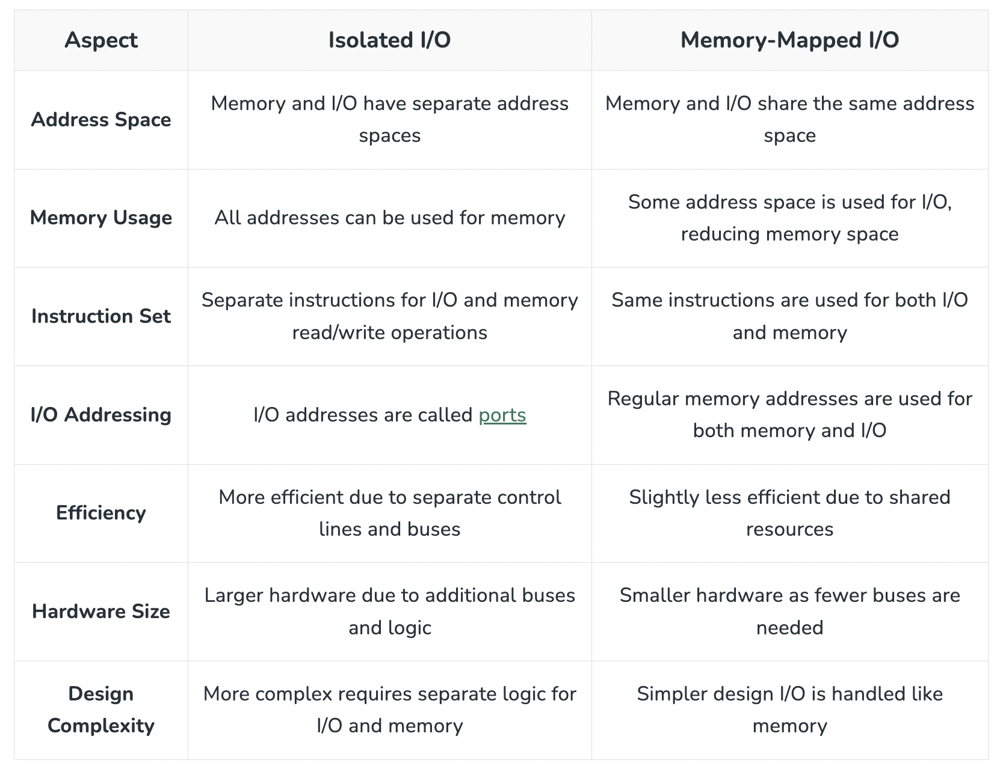 Aspect
Isolated I/O
Memory-Mapped I/O
Address Space
Memory and I/O have separate address
spaces
Memory and I/O share the same address
space
Memory Usage
All addresses can be used for memory
Some address space is used for I/O,
reducing memory space
Instruction Set
Separate instructions for I/O and memory
read/write operations
Same instructions are used for both I/O
and memory
I/O Addressing
I/O addresses are called ports
Regular memory addresses are used for
both memory and I/O
Efficiency
More efficient due to separate control
lines and buses
Slightly less efficient due to shared
resources
Hardware Size
Larger hardware due to additional buses
and logic
Smaller hardware as fewer buses are
needed
Design
Complexity
More complex requires separate logic for
I/O and memory
Simpler design I/O is handled like
memory